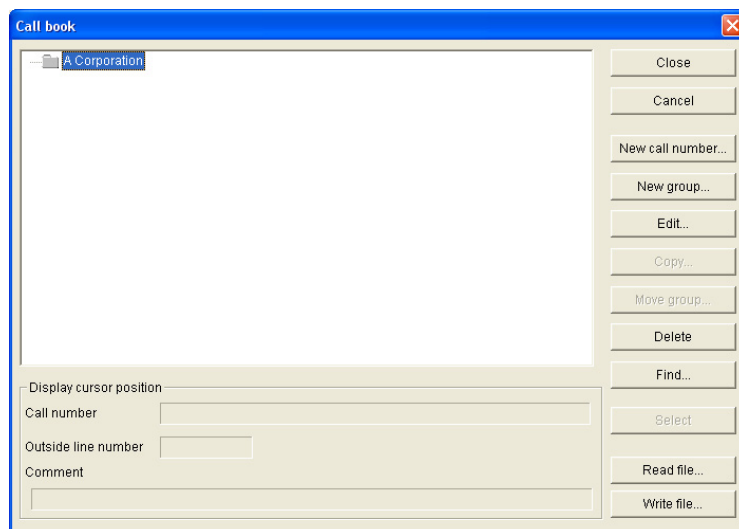 Call book
A Corporation
Close
Cancel
New call number...
New group...
Edit...
Copy...
Move group...
Delete
Find...
Select
Read file...
Write file...
Display cursor position
Call number
Outside line number
Comment